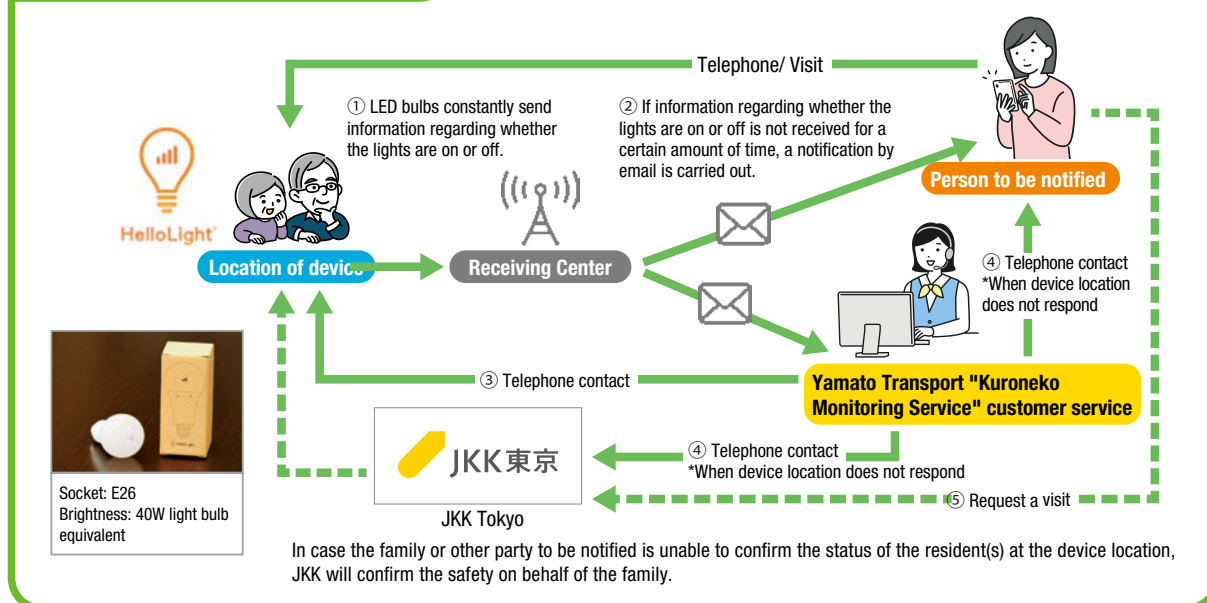 Telephone/ Visit
① LED bulbs constantly send
information regarding whether
the lights are on or off.
② If information regarding whether the
lights are on or off is not received for a
certain amount of time, a notification by
email is carried out.
HelloLight
Person to be notified
Location of device
Receiving Center
④ Telephone contact
*When device location
does not respond
③ Telephone contact
Yamato Transport "Kuroneko
Monitoring Service" customer service
JKK東京
④ Telephone contact
*When device location does not respond
⑤ Request a visit
Socket: E26
Brightness: 40W light bulb
equivalent
JKK Tokyo
In case the family or other party to be notified is unable to confirm the status of the resident(s) at the device location,
JKK will confirm the safety on behalf of the family.